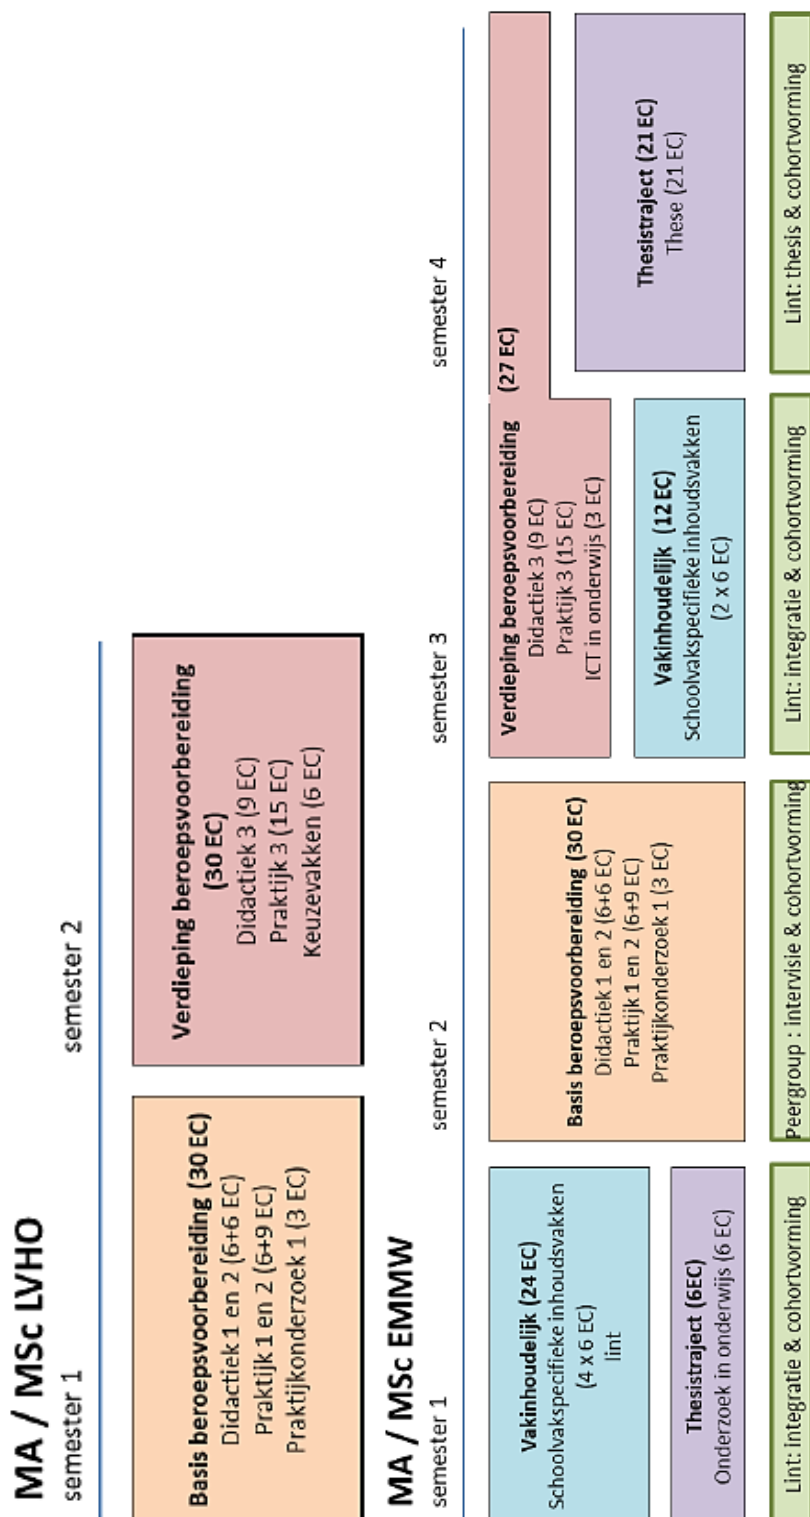 MA / MSc LVHO
semester 1
semester 2
Basis beroepsvoorbereiding (30 EC)
Didactiek 1 en 2 (6+6 EC)
Praktijk 1 en 2 (6+9 EC)
Praktijkonderzoek 1 (3 EC)
Verdieping beroepsvoorbereiding
(30 EC)
Didactiek 3 (9 EC)
Praktijk 3 (15 EC)
Keuzevakken (6 EC)
MA / MSc EMMW
semester 1
semester 2
semester 3
semester 4
Vakinhoudelijk (24 EC)
Schoolvakspecifieke inhoudsvakken
(4 x 6 EC)
lint
Thesistraject (6EC)
Onderzoek in onderwijs (6 EC)
Basis beroepsvoorbereiding (30 EC)
Didactiek 1 en 2 (6+6 EC)
Praktijk 1 en 2 (6+9 EC)
Praktijkonderzoek 1 (3 EC)
Verdieping beroepsvoorbereiding (27 EC)
Didactiek 3 (9 EC)
Praktijk 3 (15 EC)
ICT in onderwijs (3 EC)
Vakinhoudelijk (12 EC)
Schoolvakspecifieke inhoudsvakken
(2 x 6 EC)
Thesistraject (21 EC)
These (21 EC)
Lint: integratie & cohortvorming
Peergroup : intervisie & cohortvorming
Lint: integratie & cohortvorming
Lint: thesis & cohortvorming